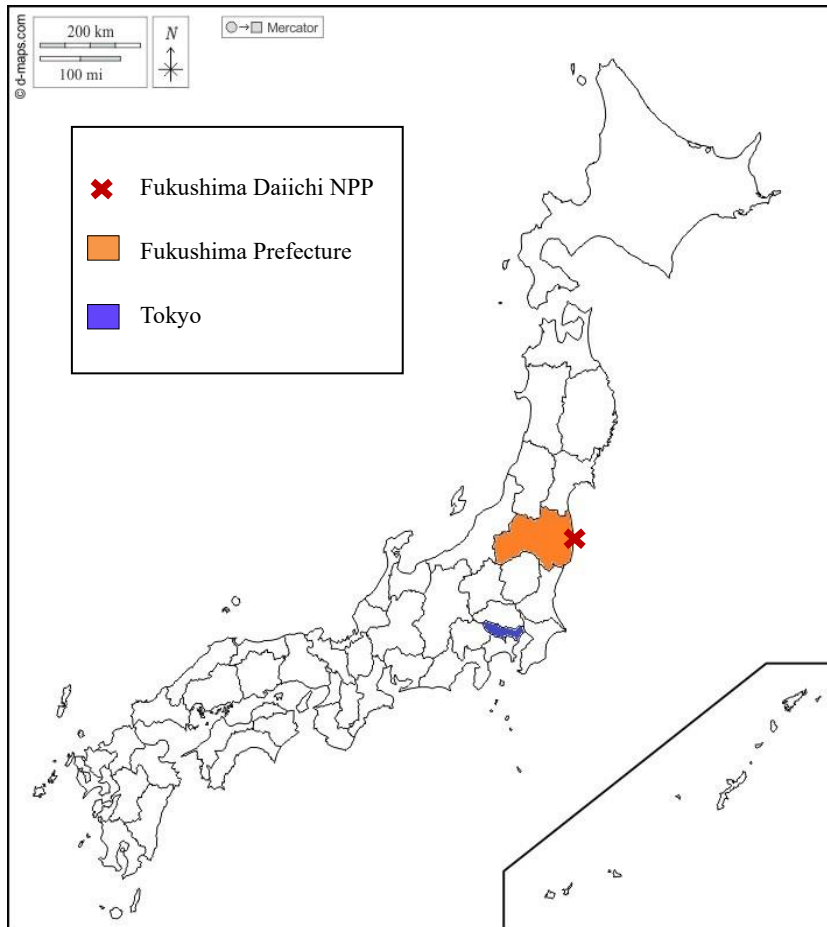 200 km
100 mi
N
Mercator
© d-maps.com
Fukushima Daiichi NPP
Fukushima Prefecture
Tokyo